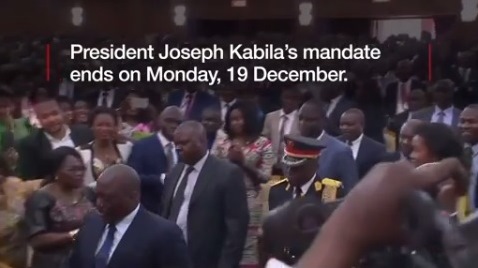 President Joseph Kabila’s mandate
ends on Monday, 19 December.